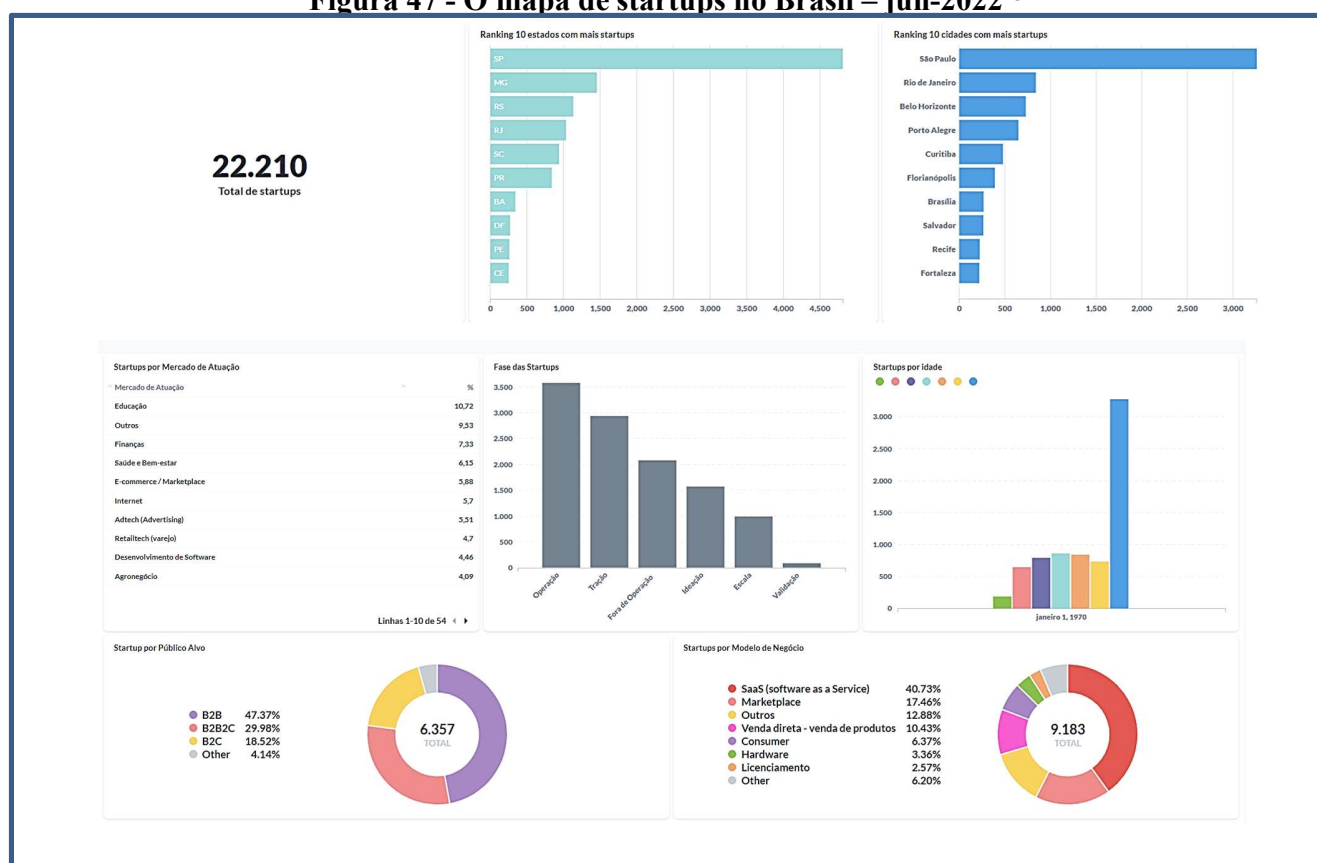 Figura 47 - O mapa de startups no Brasil – jun-2022
Ranking 10 estados com mais startups
SP
MG
RS
RJ
SC
PR
BA
DF
PE
CE
0 500 1,000 1,500 2,000 2,500 3,000 3,500 4,000 4,500
Ranking 10 cidades com mais startups
São Paulo
Rio de Janeiro
Belo Horizonte
Porto Alegre
Curitiba
Florianópolis
Brasília
Salvador
Recife
Fortaleza
0 500 1,000 1,500 2,000 2,500 3,000
22.210
Total de startups
Startups por Mercado de Atuação
Mercado de Atuação %
Educação 10,72
Outros 9,53
Finanças 7,33
Saúde e Bem-estar 6,15
E-commerce / Marketplace 5,88
Internet 5,7
Adtech (Advertising) 5,51
Retailtech (varejo) 4,7
Desenvolvimento de Software 4,46
Agronegócio 4,09
Linhas 1-10 de 54
Fase das Startups
3.500
3.000
2.500
2.000
1.500
1.000
500
0
Operação
Tração
Fora de Operação
Ideação
Escala
Validação
Startups por idade
3.000
2.500
2.000
1.500
1.000
500
0
janeiro 1, 1970
Startup por Público Alvo
B2B 47.37%
B2B2C 29.98%
B2C 18.52%
Other 4.14%
6.357
TOTAL
Startups por Modelo de Negócio
SaaS (software as a Service) 40.73%
Marketplace 17.46%
Outros 12.88%
Venda direta - venda de produtos 10.43%
Consumer 6.37%
Hardware 3.36%
Licenciamento 2.57%
Other 6.20%
9.183
TOTAL